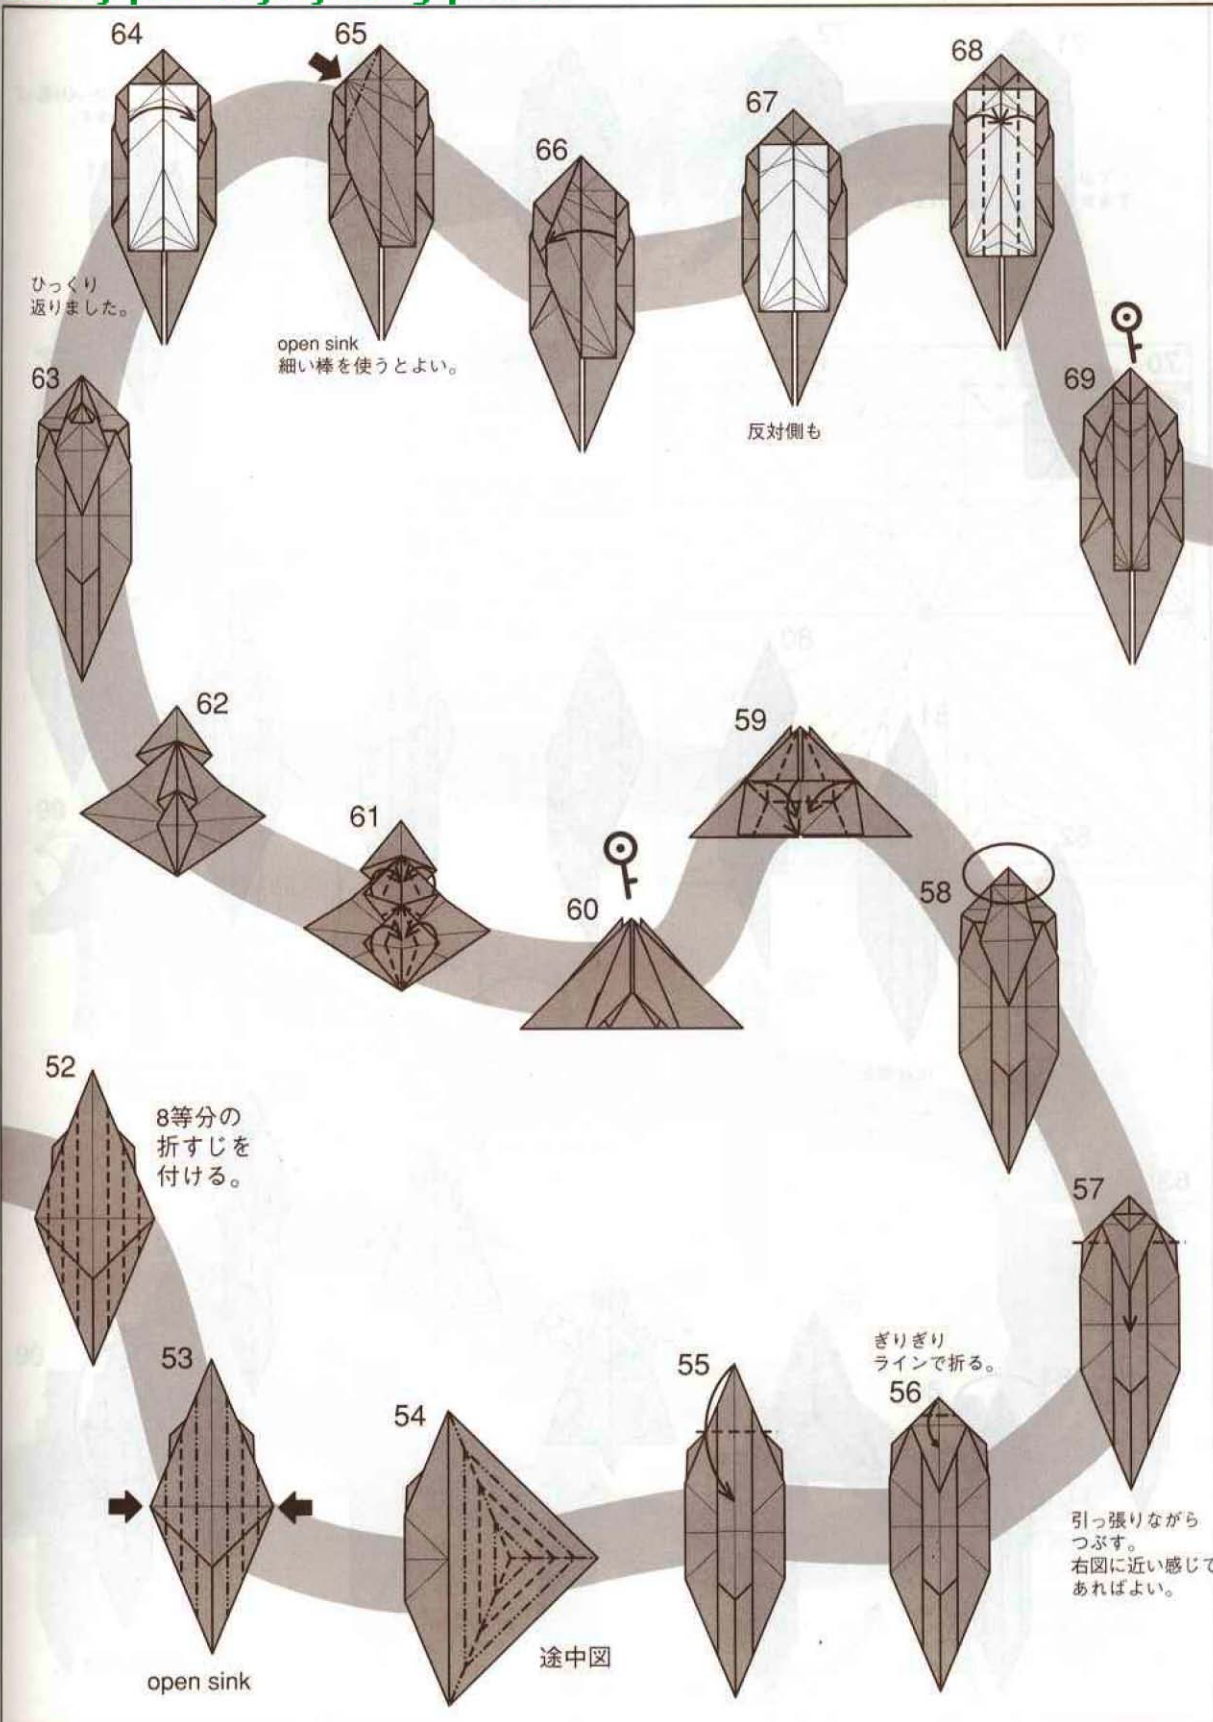 52
8等分の
折すじを
付ける。
53
open sink
54
途中図
55
ぎりぎり
ラインで折る。
56
57
引っ張りながら
つぶす。
右図に近い感じで
あればよい。
58
59
60
61
62
63
ひっくり
返りました。
64
65
open sink
細い棒を使うとよい。
66
67
反対側も
68
69